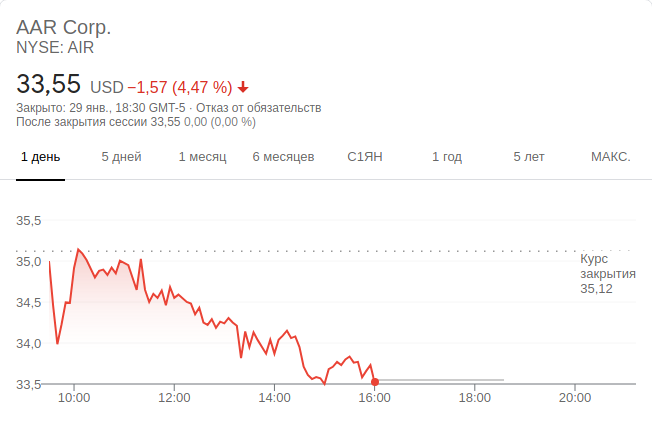 AAR Corp.
NYSE: AIR
33,55 USD −1,57 (4,47 %)
Закрыто: 29 янв., 18:30 GMT-5 · Отказ от обязательств
После закрытия сессии 33,55 0,00 (0,00 %)
1 день 5 дней 1 месяц 6 месяцев С1ЯН 1 год 5 лет МАКС.
35,5
35,0
34,5
34,0
33,5
Курс
закрытия
35,12
10:00 12:00 14:00 16:00 18:00 20:00